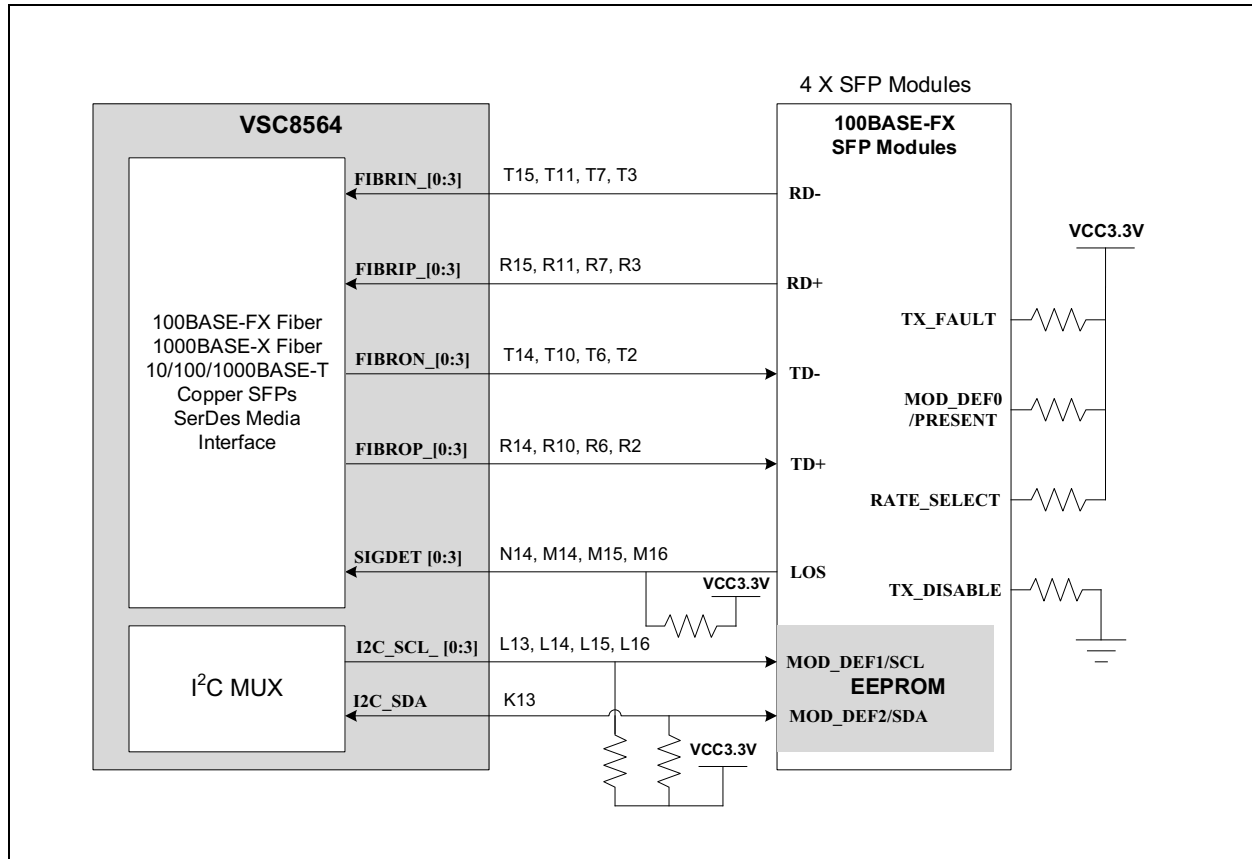 4 X SFP Modules
VSC8564
100BASE-FX
SFP Modules
FIBRIN_[0:3]
T15, T11, T7, T3
RD-
VCC3.3V
FIBRIP_[0:3]
R15, R11, R7, R3
RD+
100BASE-FX Fiber
1000BASE-X Fiber
10/100/1000BASE-T
Copper SFPs
SerDes Media
Interface
TX_FAULT
FIBRON_[0:3]
T14, T10, T6, T2
TD-
MOD_DEF0
/PRESENT
FIBROP_[0:3]
R14, R10, R6, R2
TD+
RATE_SELECT
SIGDET [0:3]
N14, M14, M15, M16
LOS
VCC3.3V
TX_DISABLE
I2C_SCL_ [0:3]
L13, L14, L15, L16
MOD_DEF1/SCL
I²C MUX
EEPROM
I2C_SDA
K13
MOD_DEF2/SDA
VCC3.3V